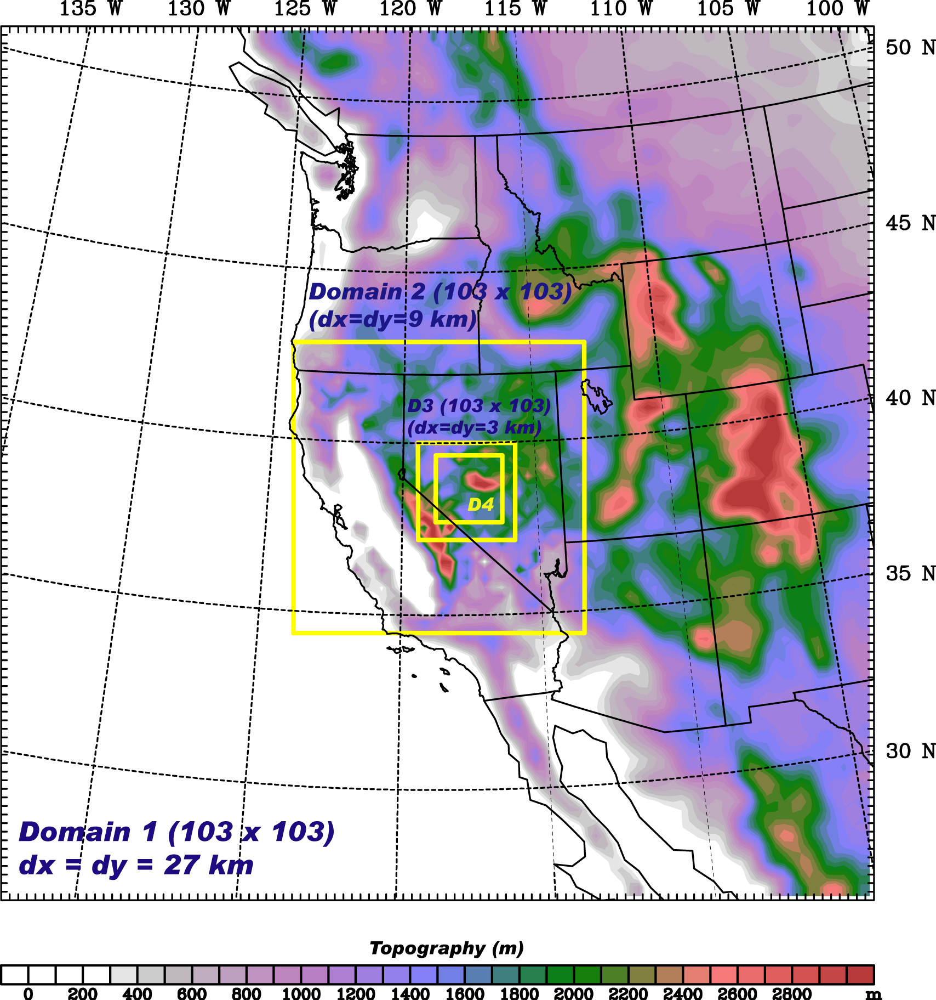 135 W 130 W 125 W 120 W 115 W 110 W 105 W 100 W
50 N
45 N
Domain 2 (103 x 103)
(dx=dy=9 km)
40 N
D3 (103 x 103)
(dx=dy=3 km)
D4
35 N
30 N
Domain 1 (103 x 103)
dx = dy = 27 km
Topography (m)
0 200 400 600 800 1000 1200 1400 1600 1800 2000 2200 2400 2600 2800 m